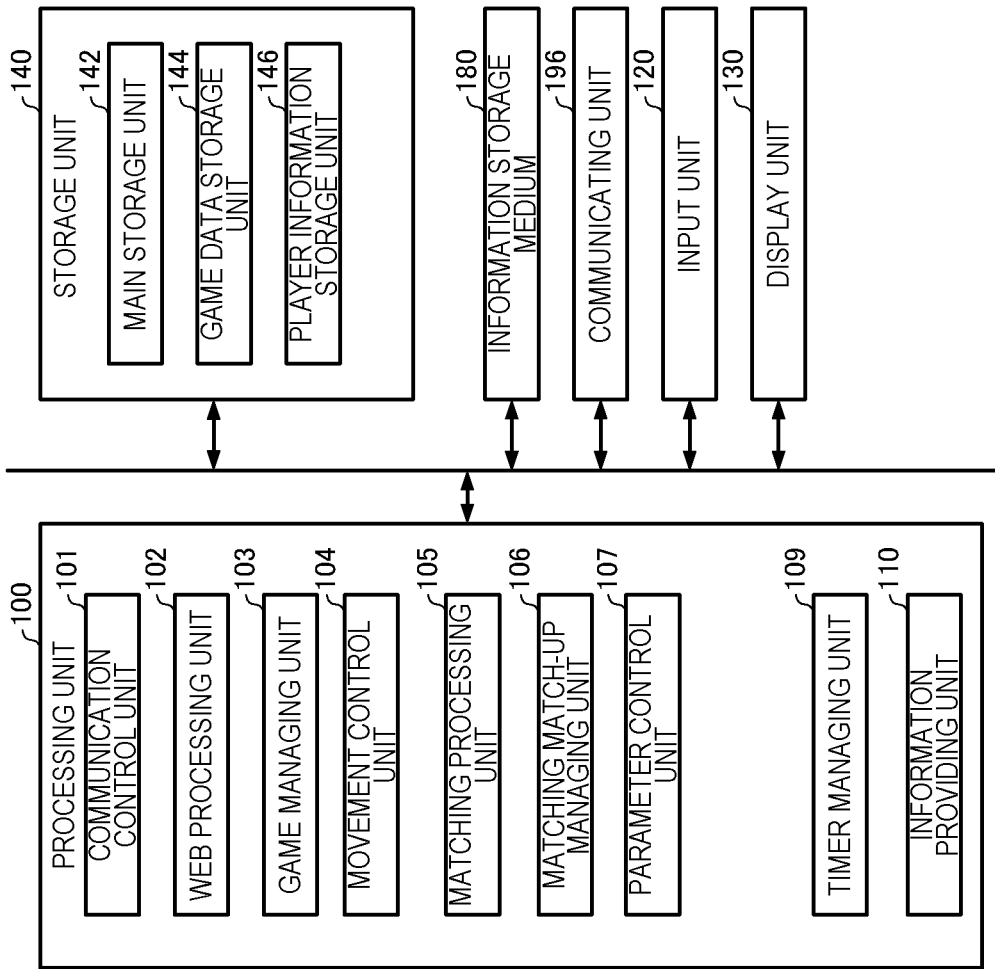 100
PROCESSING UNIT
101
COMMUNICATION
CONTROL UNIT
102
WEB PROCESSING UNIT
103
GAME MANAGING UNIT
104
MOVEMENT CONTROL
UNIT
105
MATCHING PROCESSING
UNIT
106
MATCHING MATCH-UP
MANAGING UNIT
107
PARAMETER CONTROL
UNIT
109
TIMER MANAGING UNIT
110
INFORMATION
PROVIDING UNIT
140
STORAGE UNIT
142
MAIN STORAGE UNIT
144
GAME DATA STORAGE
UNIT
146
PLAYER INFORMATION
STORAGE UNIT
180
INFORMATION STORAGE
MEDIUM
196
COMMUNICATING UNIT
120
INPUT UNIT
130
DISPLAY UNIT